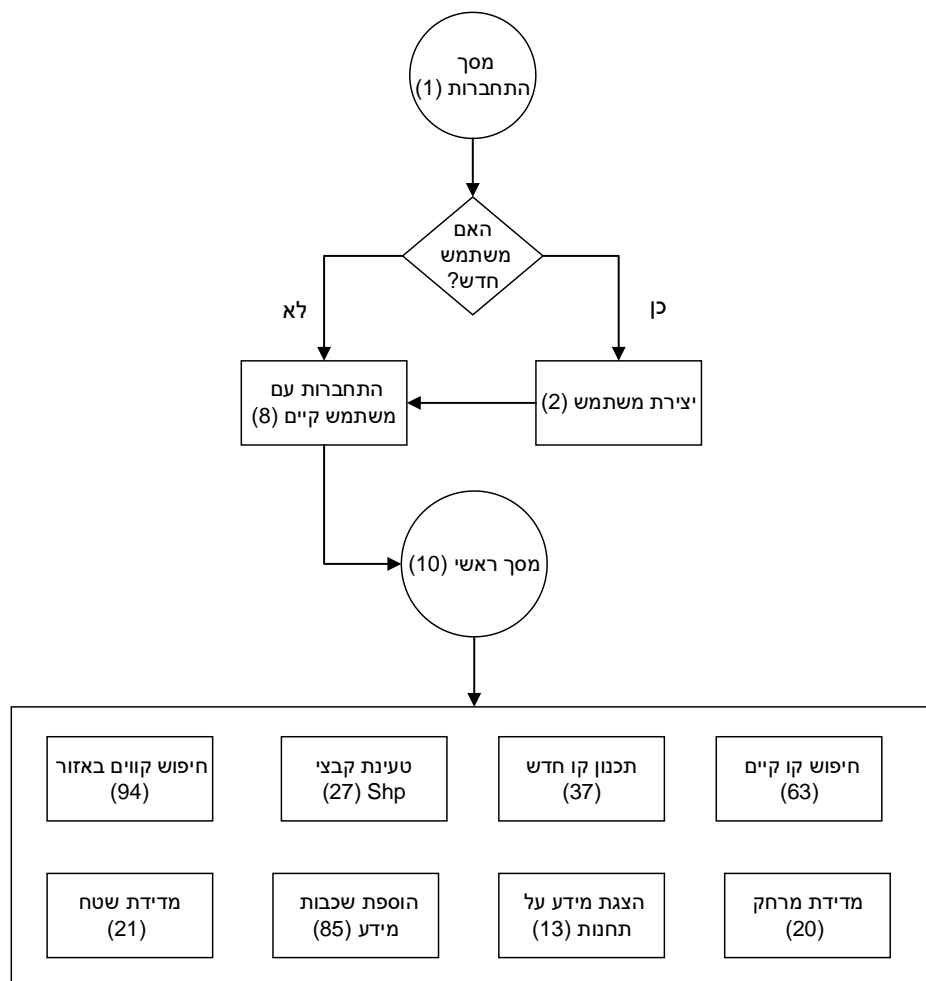 מסך
התחברות (1)
האם
משתמש
חדש?
כן
לא
יצירת משתמש (2)
התחברות עם
משתמש קיים (8)
מסך ראשי (10)
חיפוש קו קיים
(63)
תכנון קו חדש
(37)
טעינת קבצי
Shp (27)
חיפוש קווים באזור
(94)
מדידת מרחק
(20)
הצגת מידע על
תחנות (13)
הוספת שכבות
מידע (85)
מדידת שטח
(21)